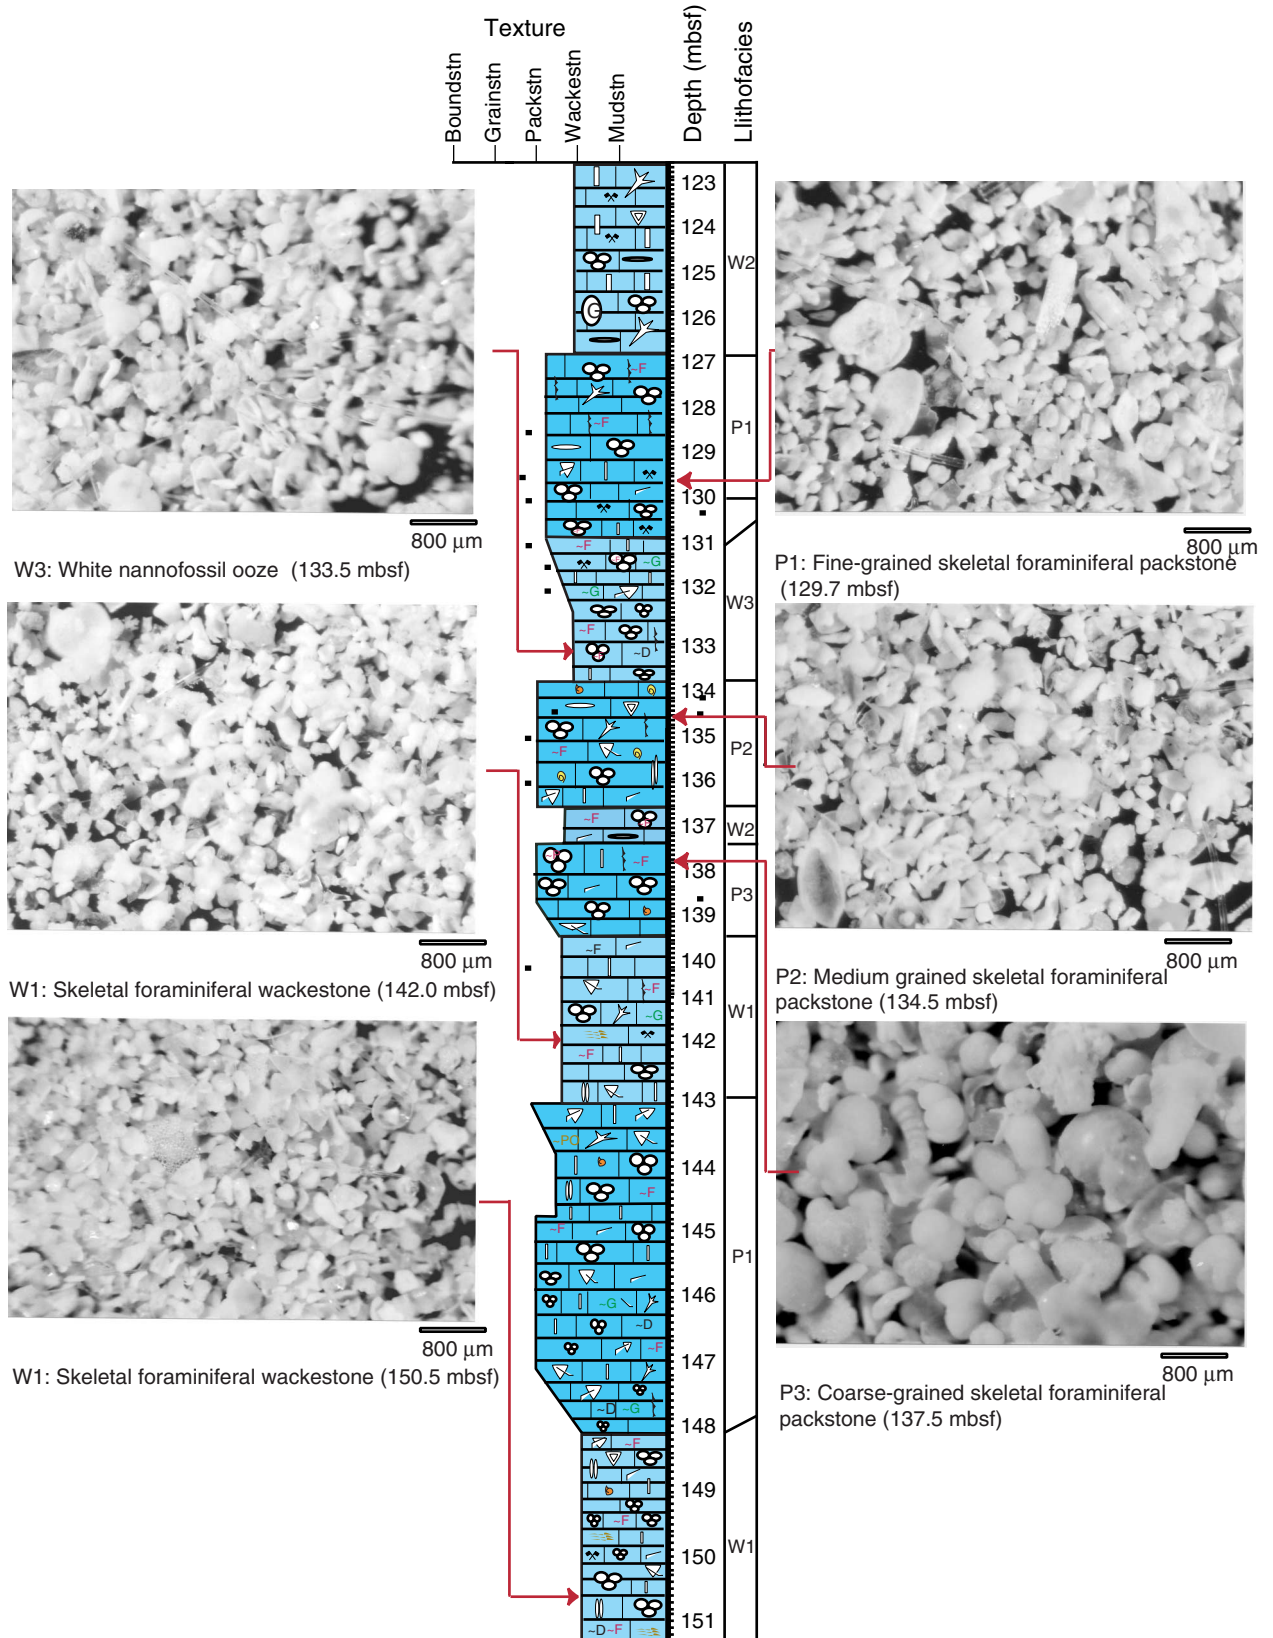 Texture
Boundstn
Grainstn
Packstn
Wackestn
Mudstn
Depth (mbsf)
Llithofacies
123
124
125
126
127
128
129
130
131
132
133
134
135
136
137
138
139
140
141
142
143
144
145
146
147
148
149
150
151
W2
P1
W3
P2
W2
P3
W1
P1
W1
G
~F
~F
~F
~G
~G
~F
~D
~F
~F
~F
~F
~F
~F
~G
~F
~PO
~F
~F
~G
~D
~F
~D ~G
~F
~F
~D ~F
800 µm
W3: White nannofossil ooze (133.5 mbsf)
800 µm
W1: Skeletal foraminiferal wackestone (142.0 mbsf)
800 µm
W1: Skeletal foraminiferal wackestone (150.5 mbsf)
800 µm
P1: Fine-grained skeletal foraminiferal packstone
(129.7 mbsf)
800 µm
P2: Medium grained skeletal foraminiferal
packstone (134.5 mbsf)
800 µm
P3: Coarse-grained skeletal foraminiferal
packstone (137.5 mbsf)